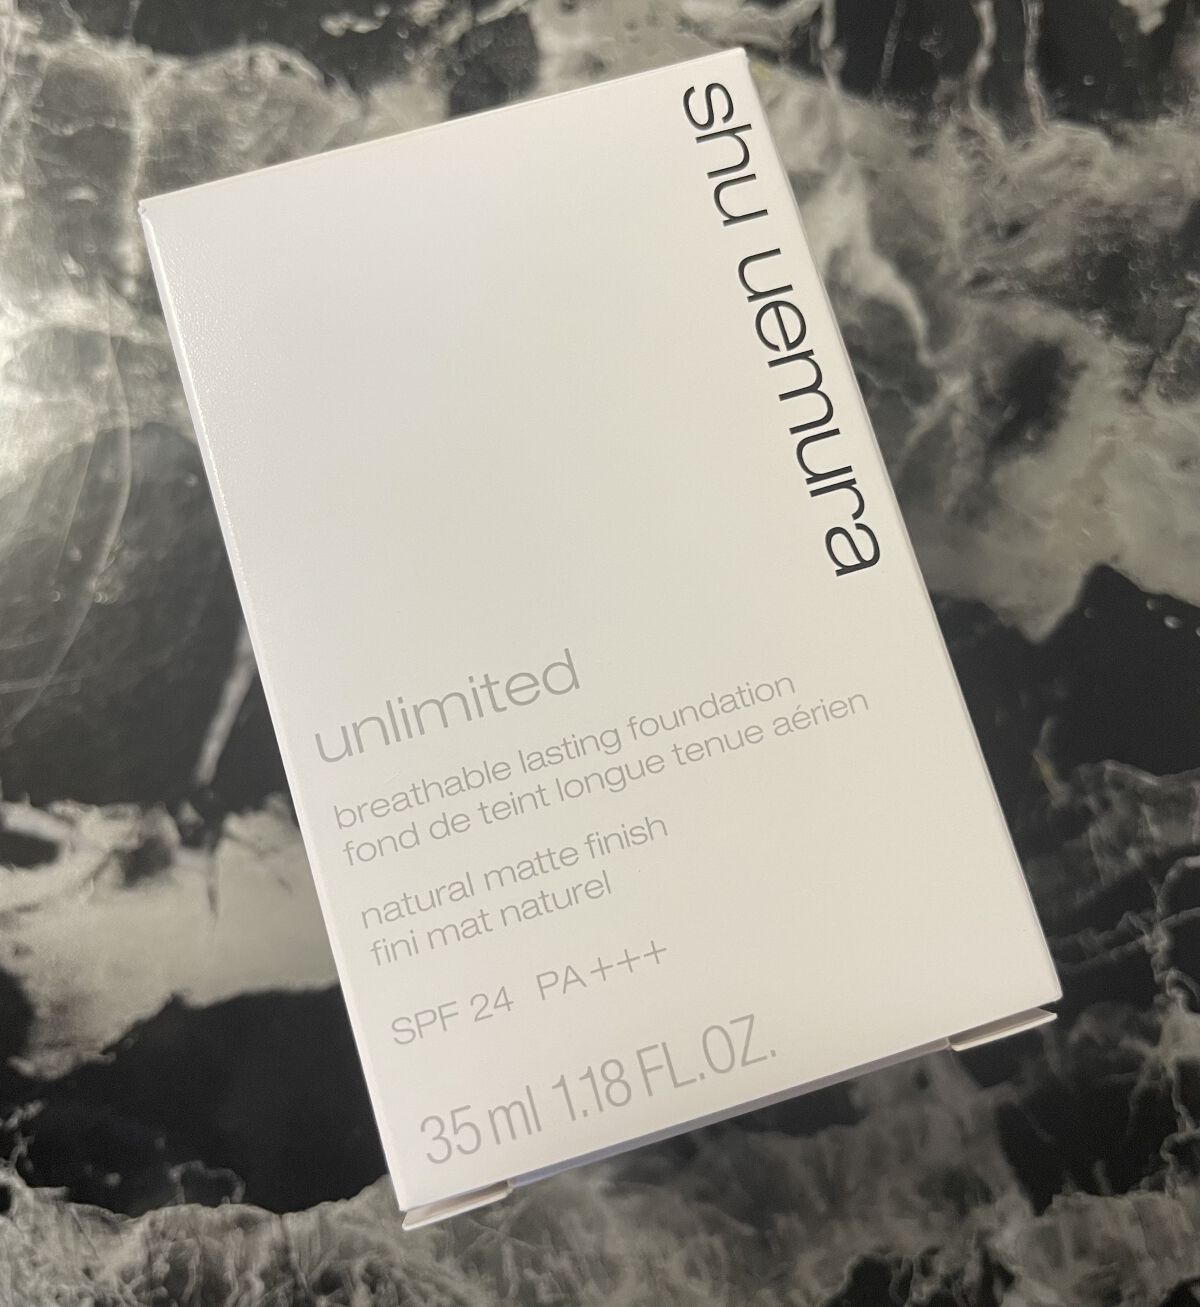 shu uemura
unlimited
breathable lasting foundation
fond de teint longue tenue aérien
natural matte finish
fini mat naturel
SPF 24 PA+++
35 ml 1.18 FL.OZ.